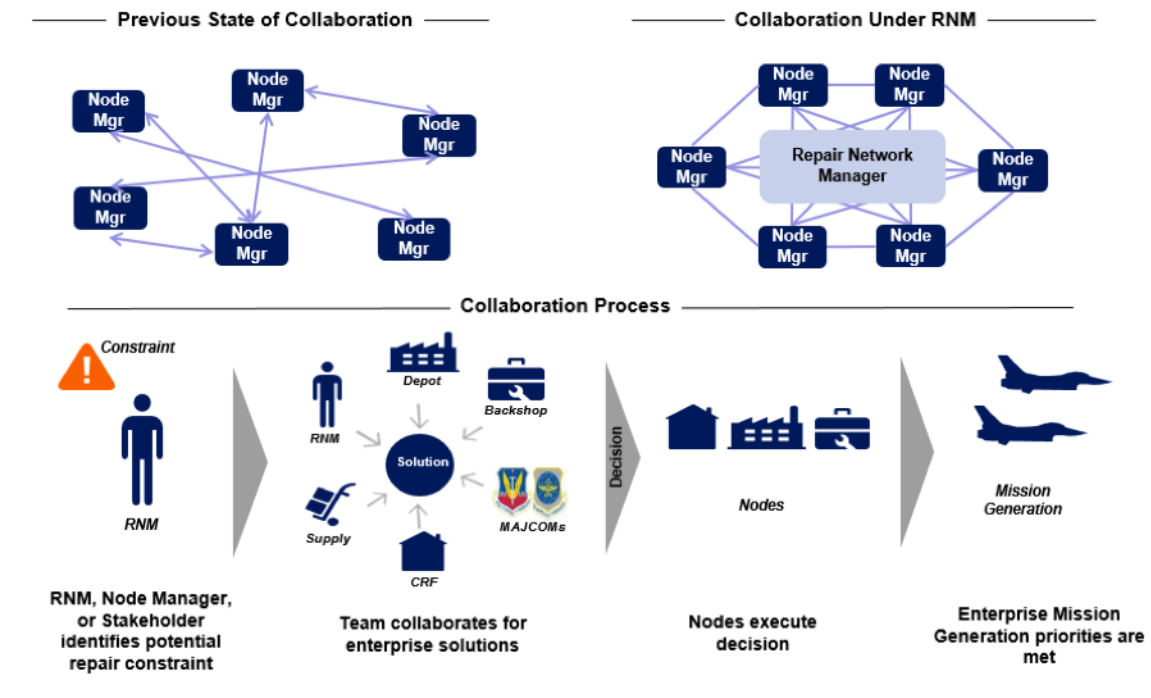 Previous State of Collaboration
Collaboration Under RNM
Node
Mgr
Node
Mgr
Node
Mgr
Node
Mgr
Node
Mgr
Node
Mgr
Node
Mgr
Node
Mgr
Node
Mgr
Repair Network
Manager
Node
Mgr
Node
Mgr
Node
Mgr
Collaboration Process
Constraint
RNM
RNM
Depot
Backshop
Solution
Supply
CRF
MAJCOMs
Decision
Nodes
Mission
Generation
RNM, Node Manager,
or Stakeholder
identifies potential
repair constraint
Team collaborates for
enterprise solutions
Nodes execute
decision
Enterprise Mission
Generation priorities are
met